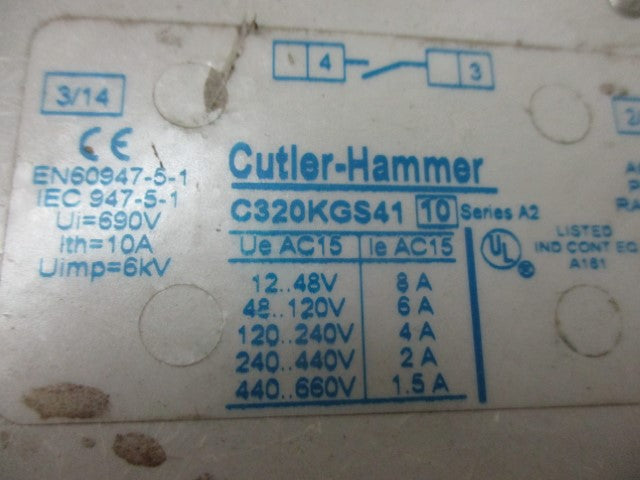 1 4 3
3/14
CE
EN60947-5-1
IEC 947-5-1
Ui=690V
Ith=10A
Uimp=6kV
Cutler-Hammer
C320KGS41 10 Series A2
Ue AC15 Ie AC15
12..48V 8 A
48..120V 6 A
120..240V 4 A
240..440V 2 A
440..660V 1.5 A
UL
LISTED
IND CONT EQ
A161